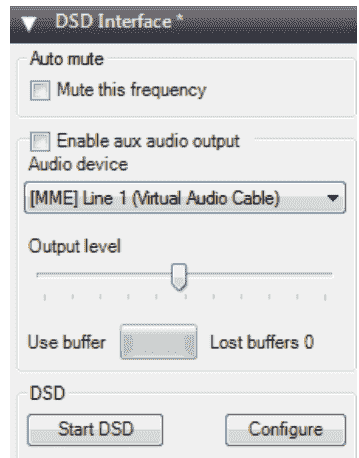 DSD Interface *
Auto mute
Mute this frequency
Enable aux audio output
Audio device
[MME] Line 1 (Virtual Audio Cable)
Output level
Use buffer Lost buffers 0
DSD
Start DSD Configure